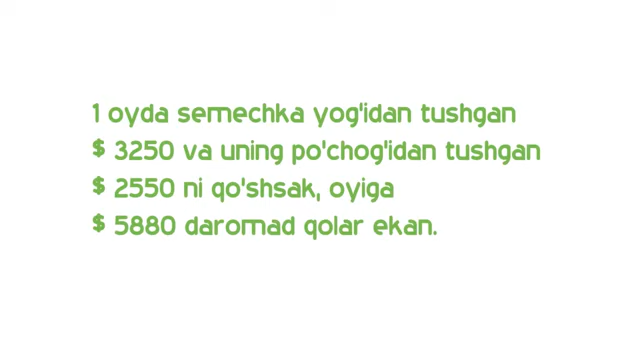 1 oyda semechka yog'idan tushgan
$ 3250 va uning po'chog'idan tushgan
$ 2550 ni qo'shsak, oyiga
$ 5880 daromad qolar ekan.